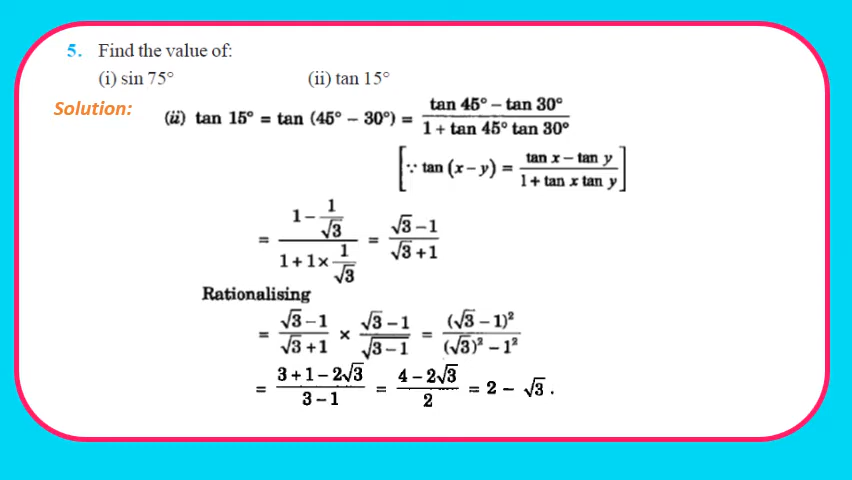 5. Find the value of:
(i) sin 75° (ii) tan 15°
Solution:
(ii) tan 15° = tan (45° − 30°) = (tan 45° − tan 30°)/(1 + tan 45° tan 30°)
[∵ tan (x − y) = (tan x − tan y)/(1 + tan x tan y)]
= (1 − 1/√3)/(1 + 1 × 1/√3) = (√3 − 1)/(√3 + 1)
Rationalising
= (√3 − 1)/(√3 + 1) × (√3 − 1)/(√(3 − 1)) = (√3 − 1)²/((√3)² − 1²)
= (3 + 1 − 2√3)/(3 − 1) = (4 − 2√3)/2 = 2 − √3 .